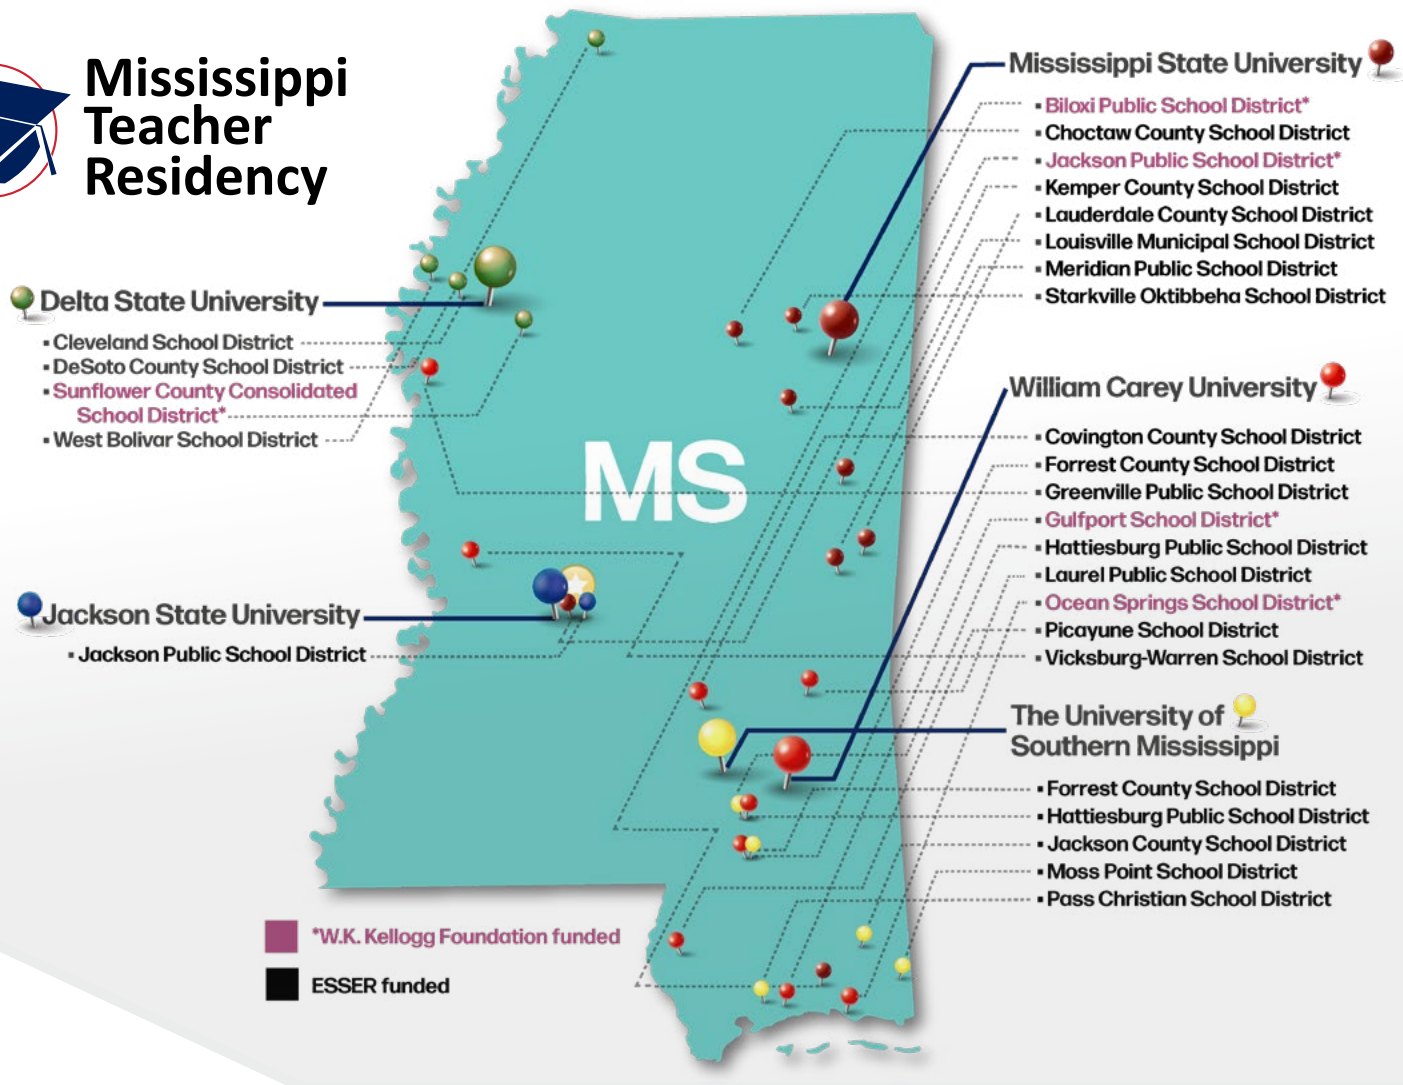 Mississippi
Teacher
Residency
Delta State University
▪ Cleveland School District
▪ DeSoto County School District
▪ Sunflower County Consolidated
School District*
▪ West Bolivar School District
Jackson State University
▪ Jackson Public School District
MS
Mississippi State University
▪ Biloxi Public School District*
▪ Choctaw County School District
▪ Jackson Public School District*
▪ Kemper County School District
▪ Lauderdale County School District
▪ Louisville Municipal School District
▪ Meridian Public School District
▪ Starkville Oktibbeha School District
William Carey University
▪ Covington County School District
▪ Forrest County School District
▪ Greenville Public School District
▪ Gulfport School District*
▪ Hattiesburg Public School District
▪ Laurel Public School District
▪ Ocean Springs School District*
▪ Picayune School District
▪ Vicksburg-Warren School District
The University of
Southern Mississippi
▪ Forrest County School District
▪ Hattiesburg Public School District
▪ Jackson County School District
▪ Moss Point School District
▪ Pass Christian School District
*W.K. Kellogg Foundation funded
ESSER funded